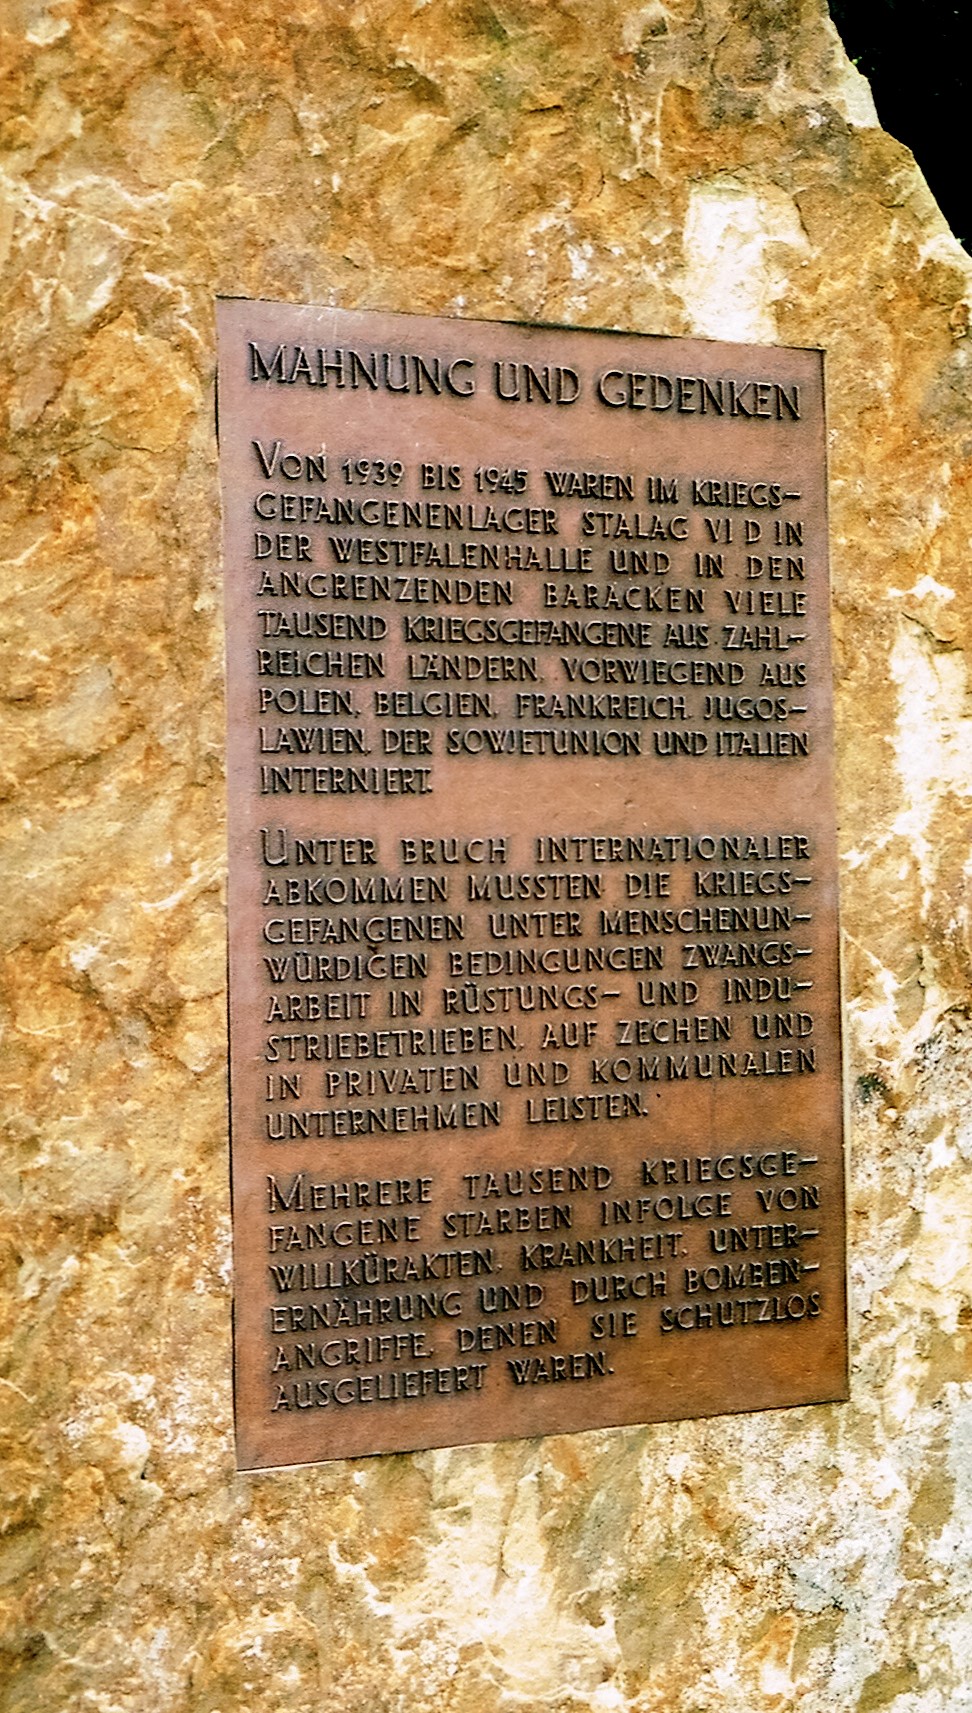 MAHNUNG UND GEDENKEN
VON 1939 BIS 1945 WAREN IM KRIEGS-
GEFANGENENLAGER STALAG VI D IN
DER WESTFALENHALLE UND IN DEN
ANGRENZENDEN BARACKEN VIELE
TAUSEND KRIEGSGEFANGENE AUS ZAHL-
REICHEN LÄNDERN, VORWIEGEND AUS
POLEN, BELGIEN, FRANKREICH, JUGOS-
LAWIEN, DER SOWJETUNION UND ITALIEN
INTERNIERT.
UNTER BRUCH INTERNATIONALER
ABKOMMEN MUSSTEN DIE KRIEGS-
GEFANGENEN UNTER MENSCHENUN-
WÜRDIGEN BEDINGUNGEN ZWANGS-
ARBEIT IN RÜSTUNGS- UND INDU-
STRIEBETRIEBEN, AUF ZECHEN UND
IN PRIVATEN UND KOMMUNALEN
UNTERNEHMEN LEISTEN.
MEHRERE TAUSEND KRIEGSGE-
FANGENE STARBEN INFOLGE VON
WILLKÜRAKTEN, KRANKHEIT, UNTER-
ERNÄHRUNG UND DURCH BOMBEN-
ANGRIFFE, DENEN SIE SCHUTZLOS
AUSGELIEFERT WAREN.